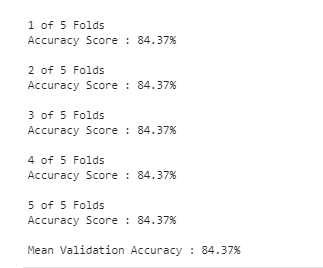 1 of 5 Folds
Accuracy Score : 84.37%
2 of 5 Folds
Accuracy Score : 84.37%
3 of 5 Folds
Accuracy Score : 84.37%
4 of 5 Folds
Accuracy Score : 84.37%
5 of 5 Folds
Accuracy Score : 84.37%
Mean Validation Accuracy : 84.37%